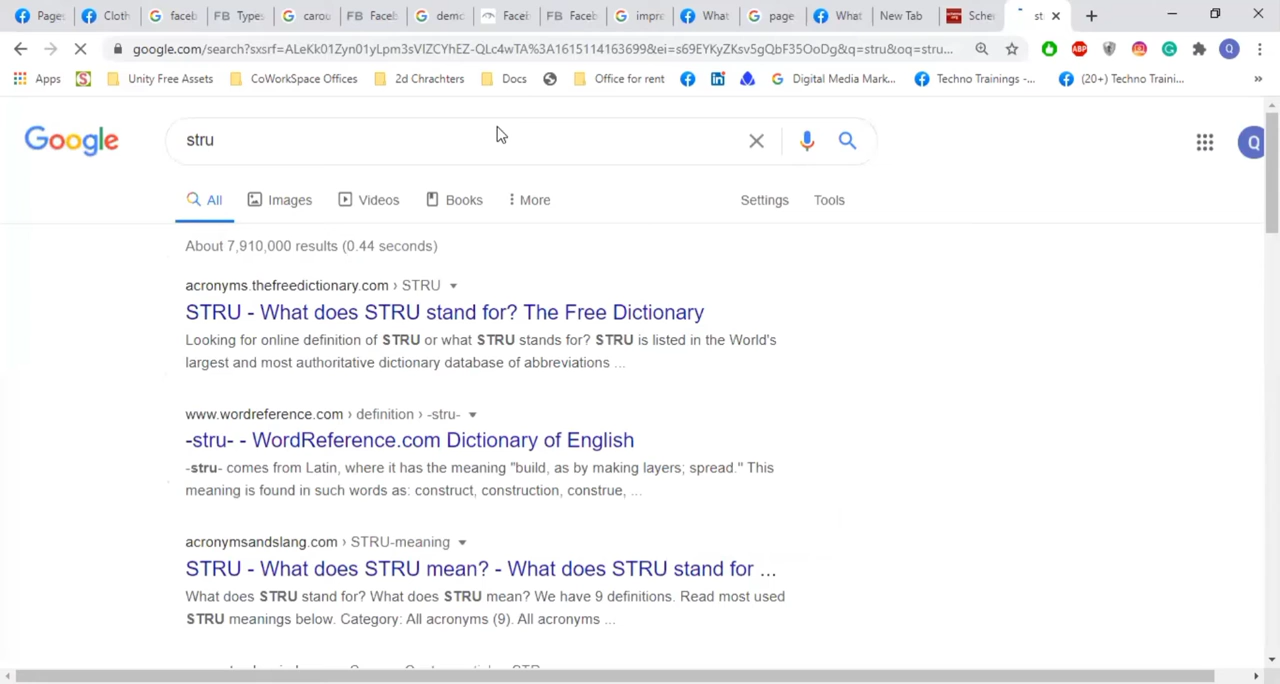 Pages
Cloth
faceb
FB Types
carou
FB Faceb
demo
Faceb
FB Faceb
impre
What
page
What
New Tab
Scher
st
google.com/search?sxsrf=ALeKk01Zyn01yLpm3sVIZCYhEZ-QLc4wTA%3A1615114163699&ei=s69EYKyZKsv5gQbF35OoDg&q=stru&oq=stru...
Apps Unity Free Assets CoWorkSpace Offices 2d Chrachters Docs Office for rent Digital Media Mark... Techno Trainings -... (20+) Techno Traini... »
Google
stru
All Images Videos Books More Settings Tools
About 7,910,000 results (0.44 seconds)
acronyms.thefreedictionary.com › STRU
STRU - What does STRU stand for? The Free Dictionary
Looking for online definition of STRU or what STRU stands for? STRU is listed in the World's
largest and most authoritative dictionary database of abbreviations ...
www.wordreference.com › definition › -stru-
-stru- - WordReference.com Dictionary of English
-stru- comes from Latin, where it has the meaning "build, as by making layers; spread." This
meaning is found in such words as: construct, construction, construe, ...
acronymsandslang.com › STRU-meaning
STRU - What does STRU mean? - What does STRU stand for ...
What does STRU stand for? What does STRU mean? We have 9 definitions. Read most used
STRU meanings below. Category: All acronyms (9). All acronyms ...